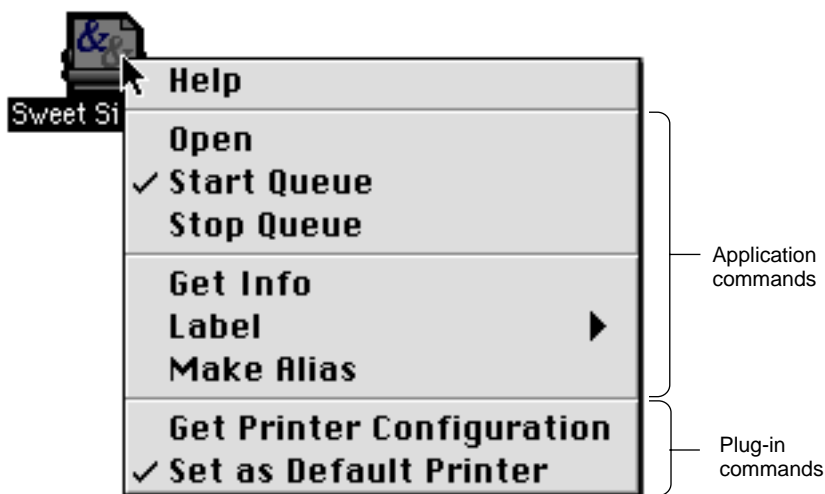 &&
Sweet Si
Help
Open
✓ Start Queue
Stop Queue
Get Info
Label
Make Alias
Get Printer Configuration
✓ Set as Default Printer
Application
commands
Plug-in
commands